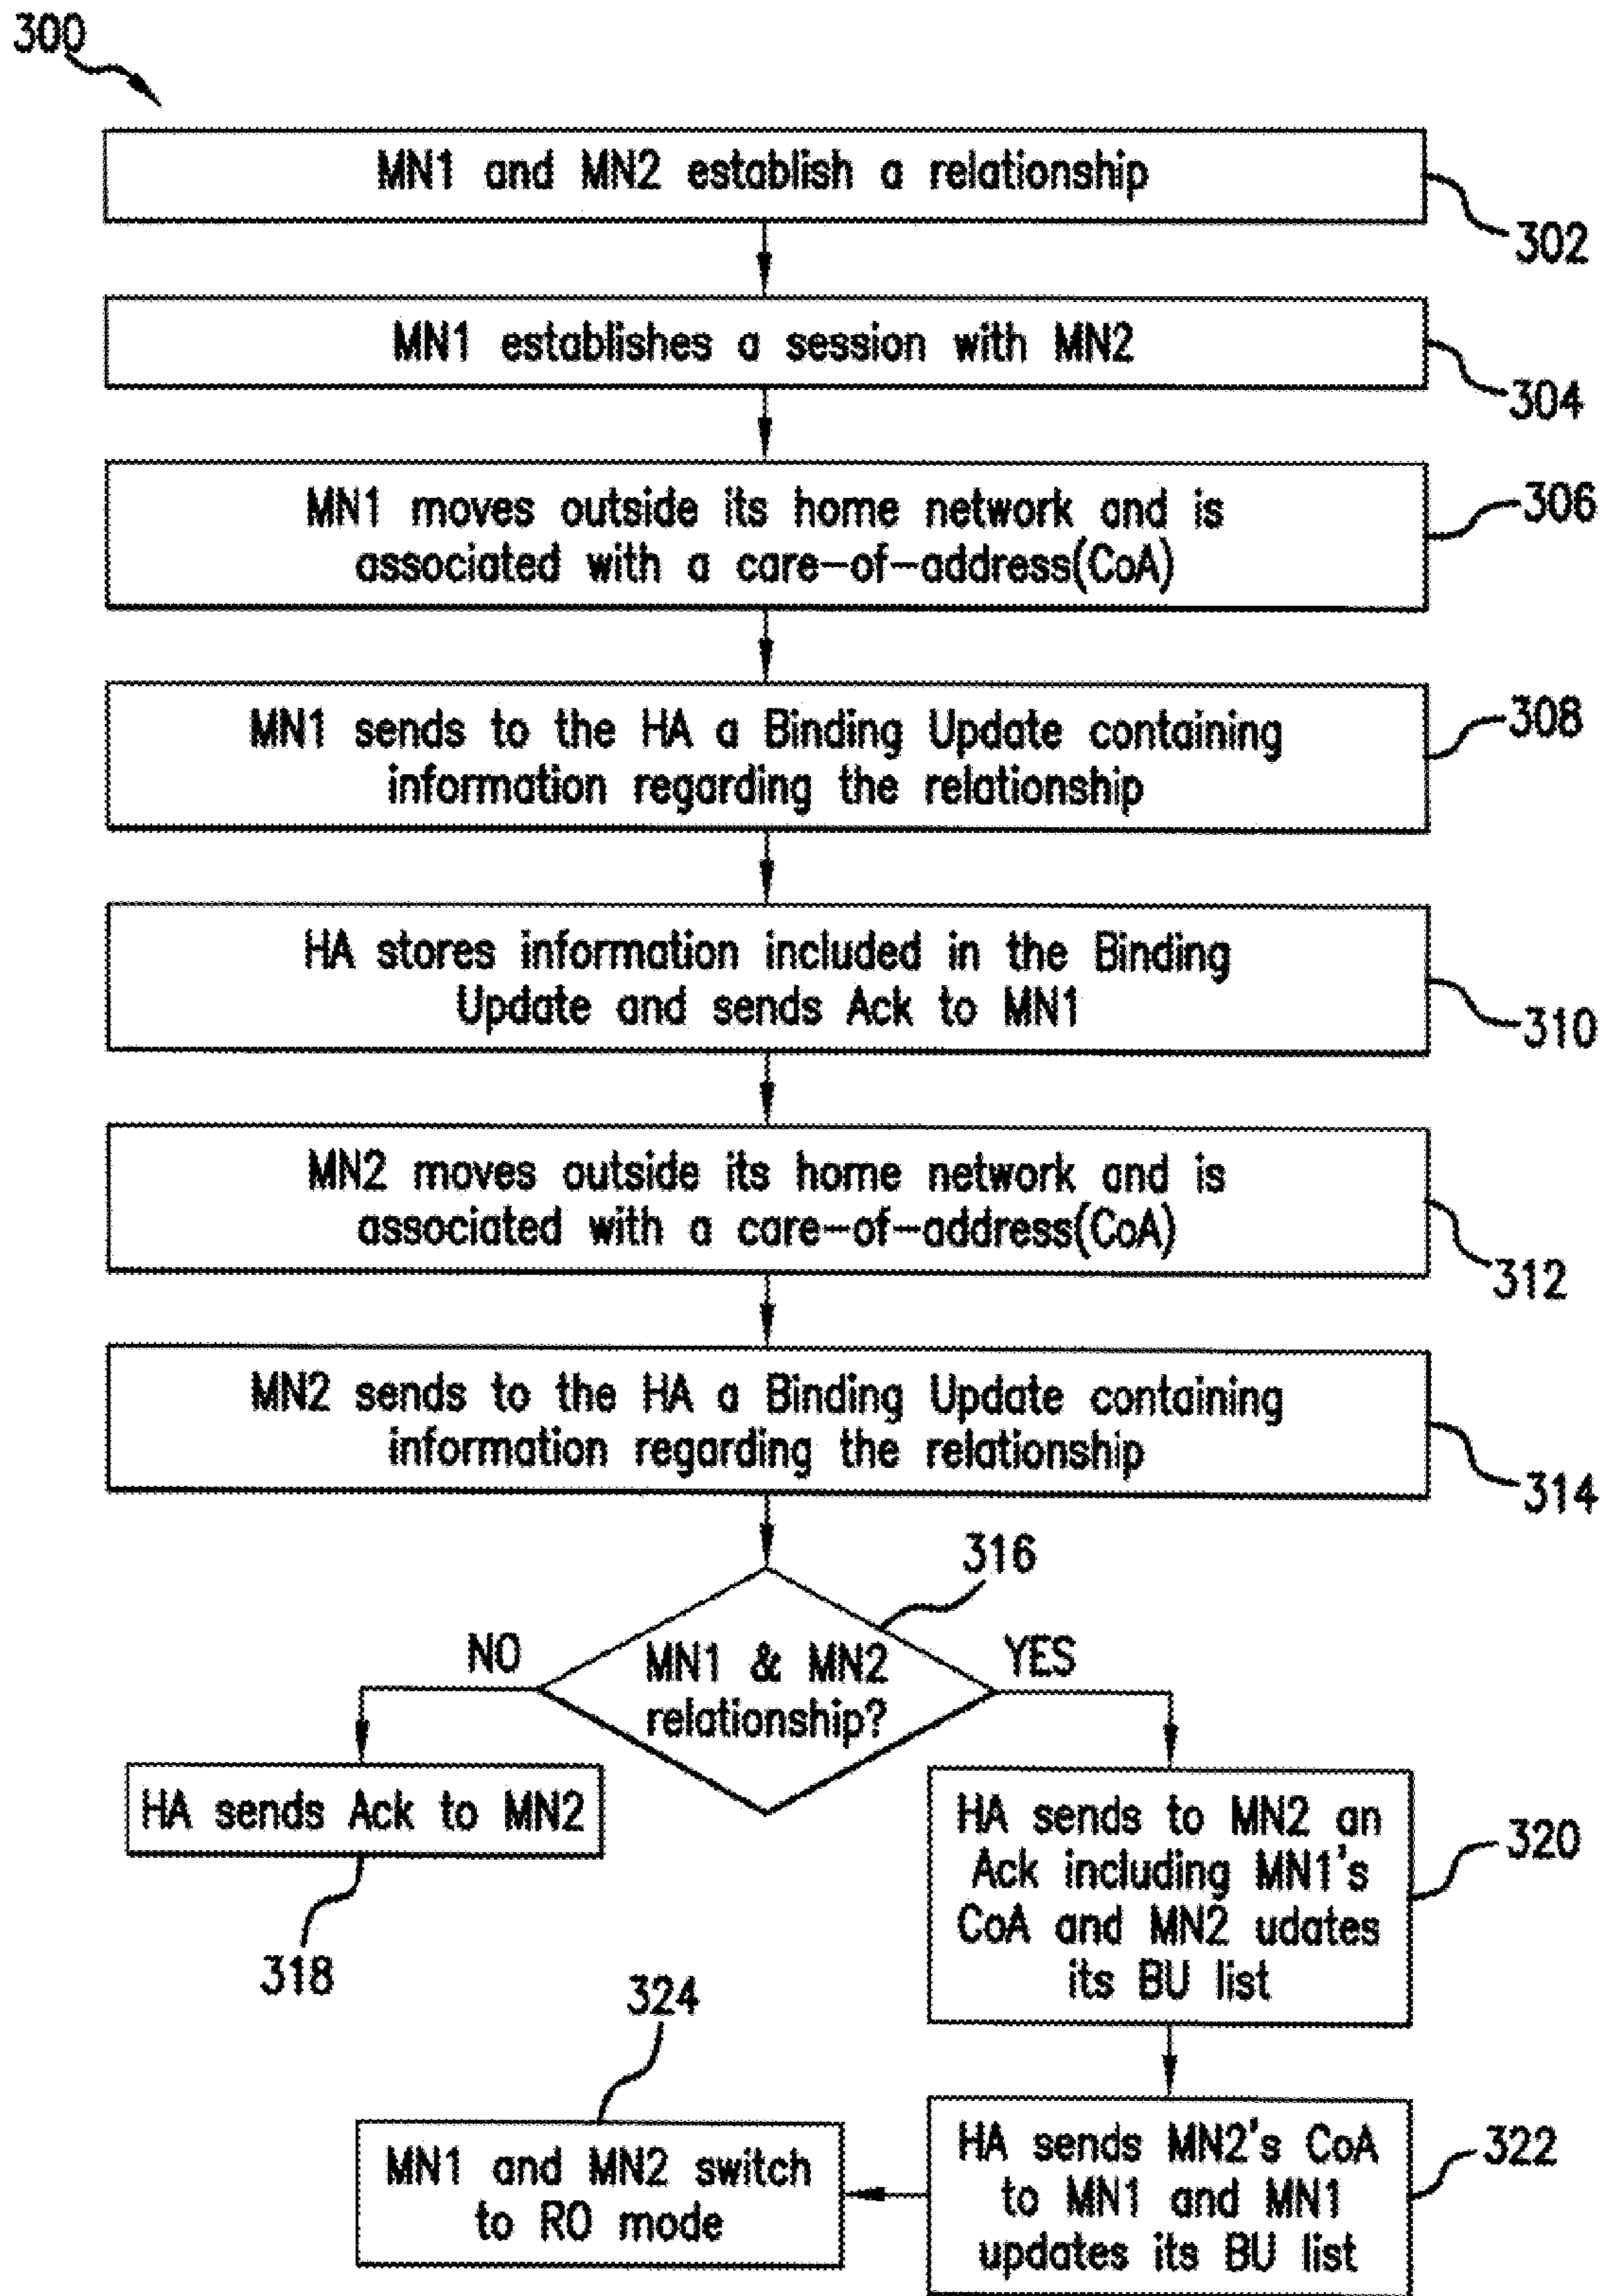 300
MN1 and MN2 establish a relationship
302
MN1 establishes a session with MN2
304
MN1 moves outside its home network and is
associated with a care-of-address(CoA)
306
MN1 sends to the HA a Binding Update containing
information regarding the relationship
308
HA stores information included in the Binding
Update and sends Ack to MN1
310
MN2 moves outside its home network and is
associated with a care-of-address(CoA)
312
MN2 sends to the HA a Binding Update containing
information regarding the relationship
314
316
NO
MN1 & MN2
relationship?
YES
HA sends Ack to MN2
318
HA sends to MN2 an
Ack including MN1's
CoA and MN2 udates
its BU list
320
324
MN1 and MN2 switch
to RO mode
HA sends MN2's CoA
to MN1 and MN1
updates its BU list
322